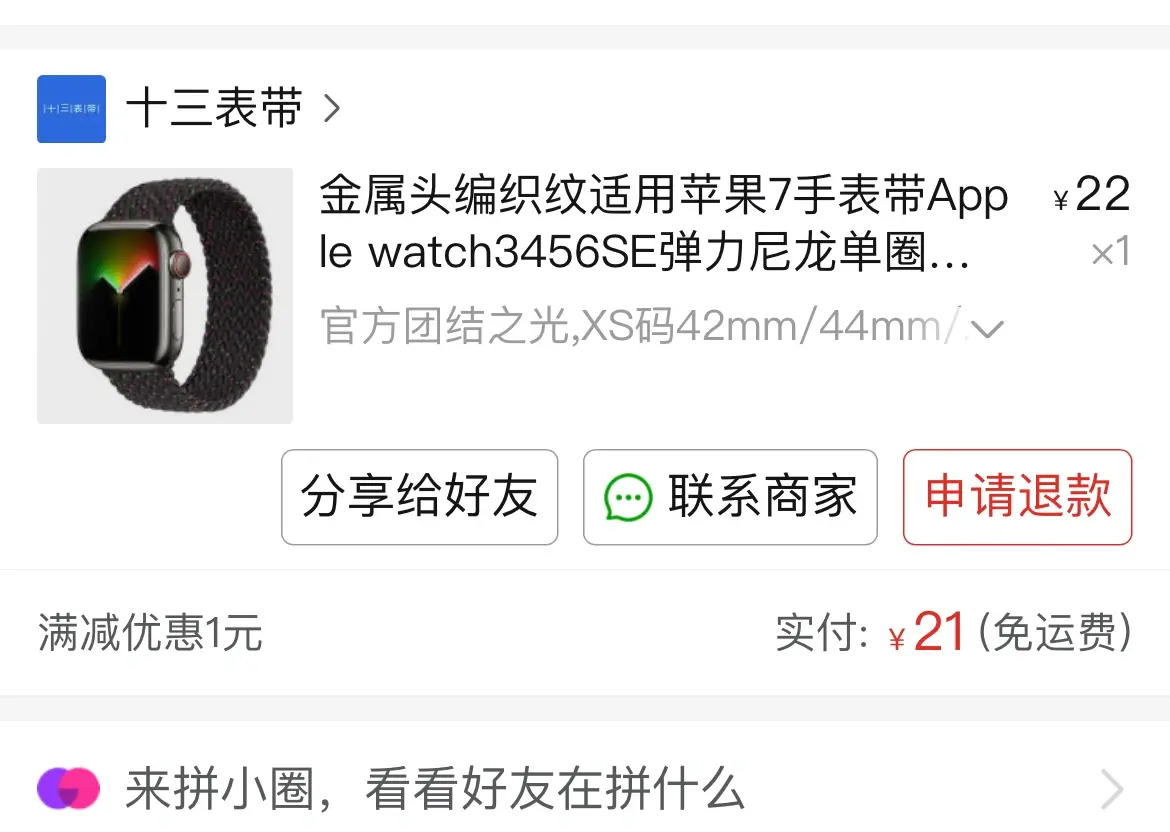 |十|三|表|带|
十三表带
金属头编织纹适用苹果7手表带App
le watch3456SE弹力尼龙单圈…
¥22
×1
官方团结之光,XS码42mm/44mm/
分享给好友
联系商家
申请退款
满减优惠1元
实付: ¥21 (免运费)
来拼小圈，看看好友在拼什么